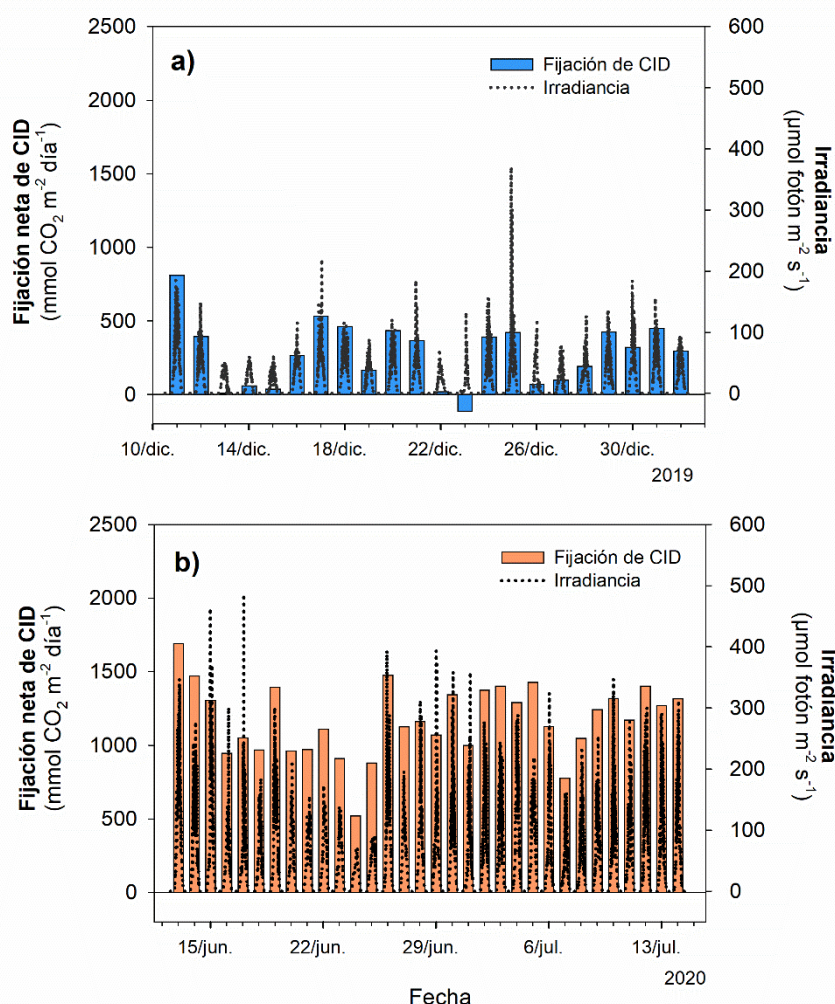 a)
Fijación de CID
Irradiancia
2500
2000
1500
1000
500
0
Fijación neta de CID
(mmol CO₂ m⁻² día⁻¹)
600
500
400
300
200
100
0
Irradiancia
(µmol fotón m⁻² s⁻¹)
10/dic.
14/dic.
18/dic.
22/dic.
26/dic.
30/dic.
2019
b)
Fijación de CID
Irradiancia
2500
2000
1500
1000
500
0
Fijación neta de CID
(mmol CO₂ m⁻² día⁻¹)
600
500
400
300
200
100
0
Irradiancia
(µmol fotón m⁻² s⁻¹)
15/jun.
22/jun.
29/jun.
6/jul.
13/jul.
2020
Fecha